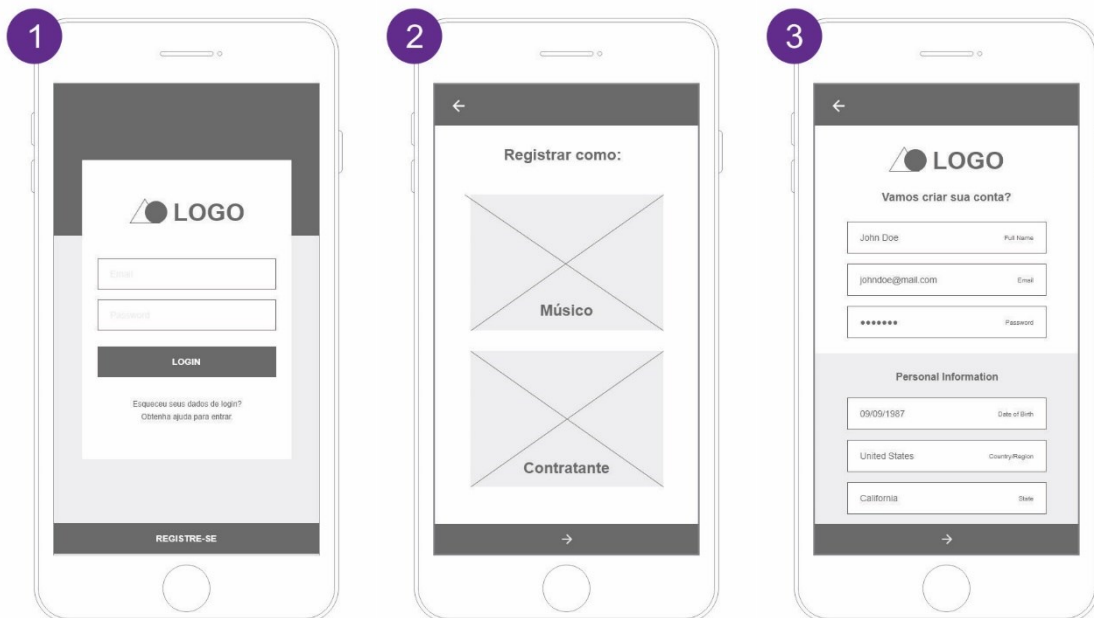 1
LOGO
Email
Password
LOGIN
Esqueceu seus dados de login?
Obtenha ajuda para entrar.
REGISTRE-SE
2
Registrar como:
Músico
Contratante
3
LOGO
Vamos criar sua conta?
John Doe Full Name
johndoe@mail.com Email
●●●●●●● Password
Personal Information
09/09/1987 Date of Birth
United States Country/Region
California State